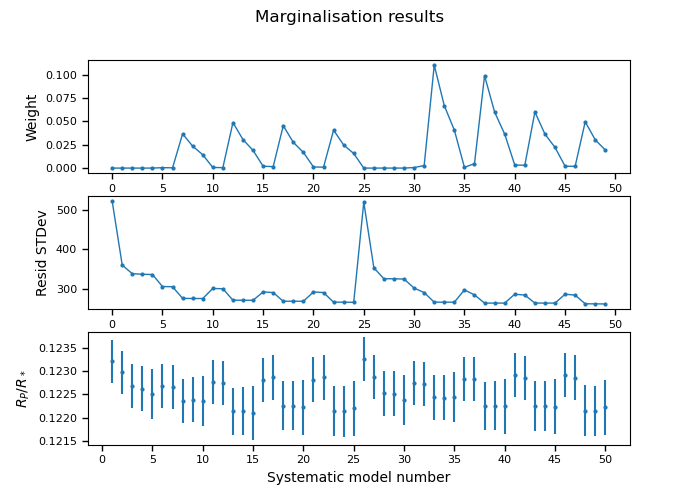 Marginalisation results
Weight
0.100
0.075
0.050
0.025
0.000
0 5 10 15 20 25 30 35 40 45 50
Resid STDev
500
400
300
0 5 10 15 20 25 30 35 40 45 50
R_P/R_*
0.1235
0.1230
0.1225
0.1220
0.1215
0 5 10 15 20 25 30 35 40 45 50
Systematic model number